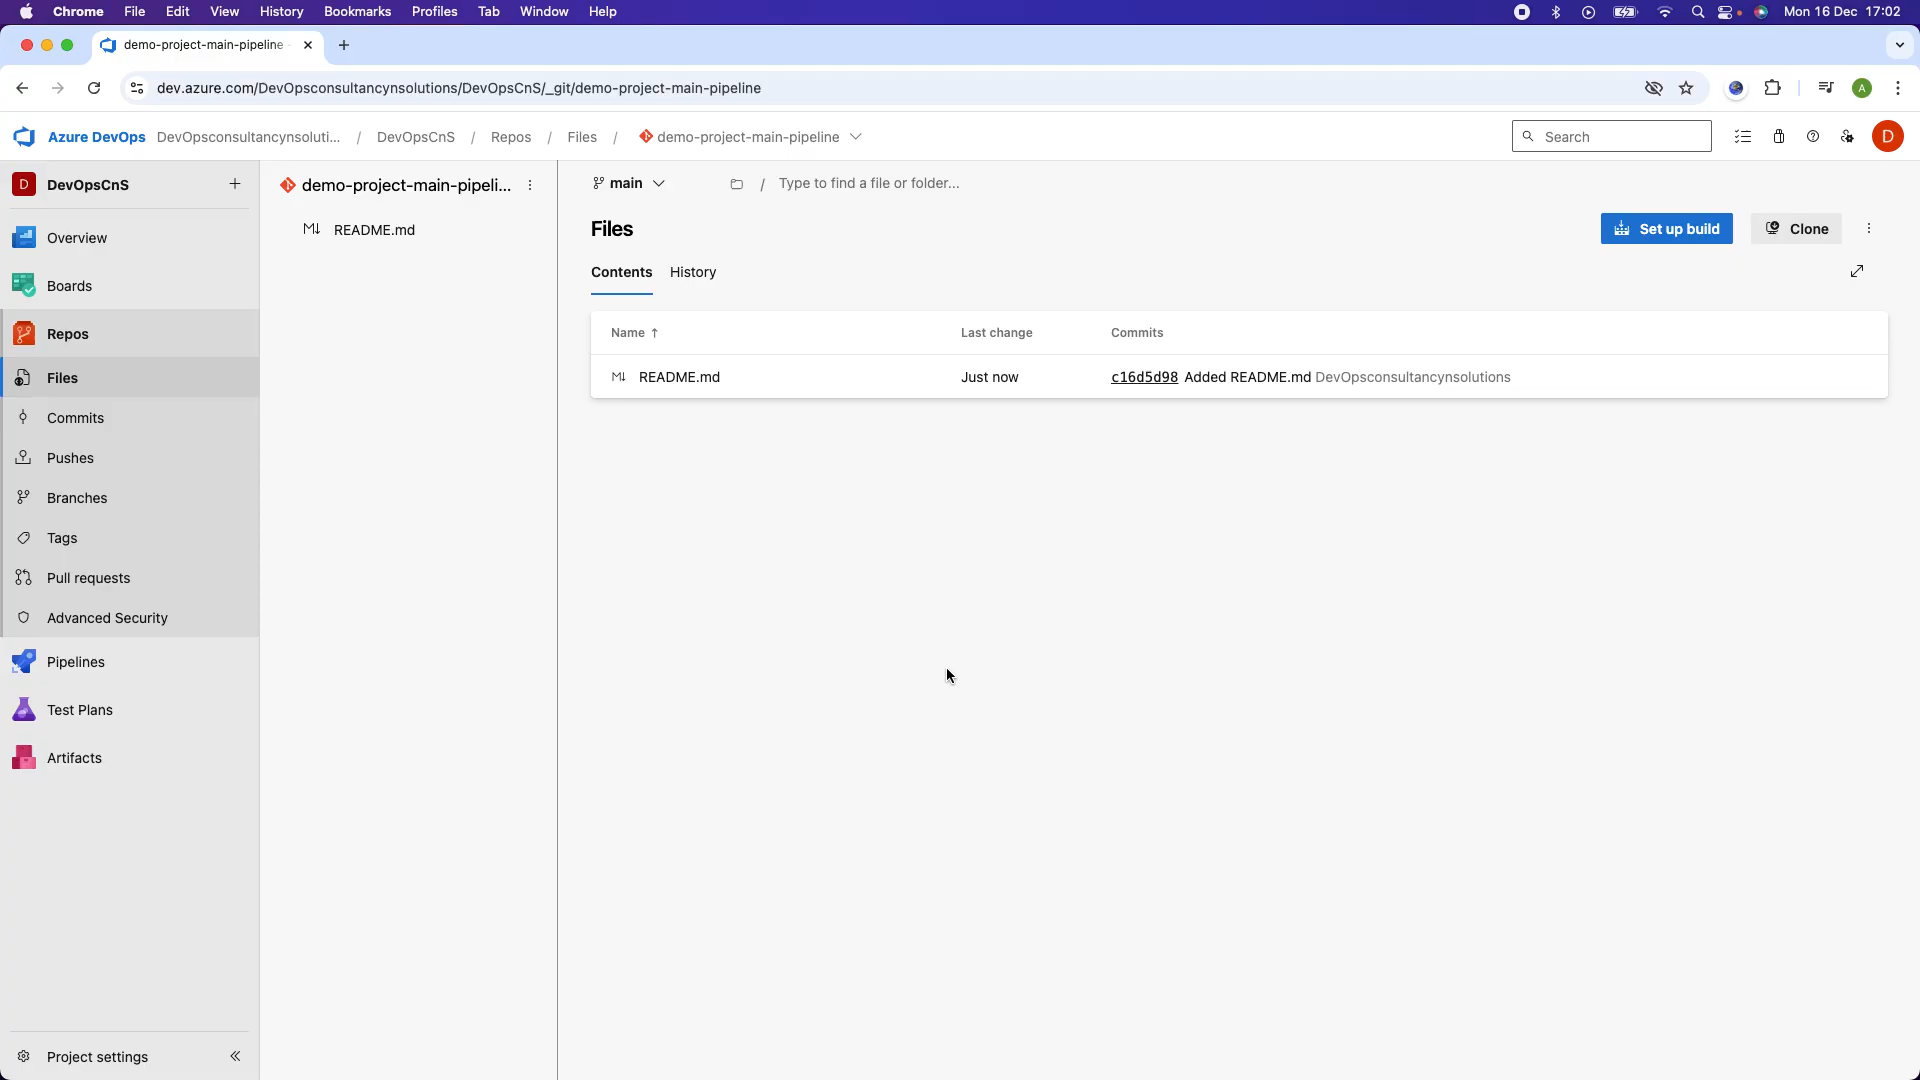 Chrome File Edit View History Bookmarks Profiles Tab Window Help Mon 16 Dec 17:02
demo-project-main-pipeline
dev.azure.com/DevOpsconsultancynsolutions/DevOpsCnS/_git/demo-project-main-pipeline A
Azure DevOps DevOpsconsultancynsoluti... / DevOpsCnS / Repos / Files / demo-project-main-pipeline Search D
D DevOpsCnS
demo-project-main-pipeli...
main / Type to find a file or folder...
README.md
Files
Set up build
Clone
Overview
Contents History
Boards
Name ↑ Last change Commits
Repos
README.md Just now c16d5d98 Added README.md DevOpsconsultancynsolutions
Files
Commits
Pushes
Branches
Tags
Pull requests
Advanced Security
Pipelines
Test Plans
Artifacts
Project settings